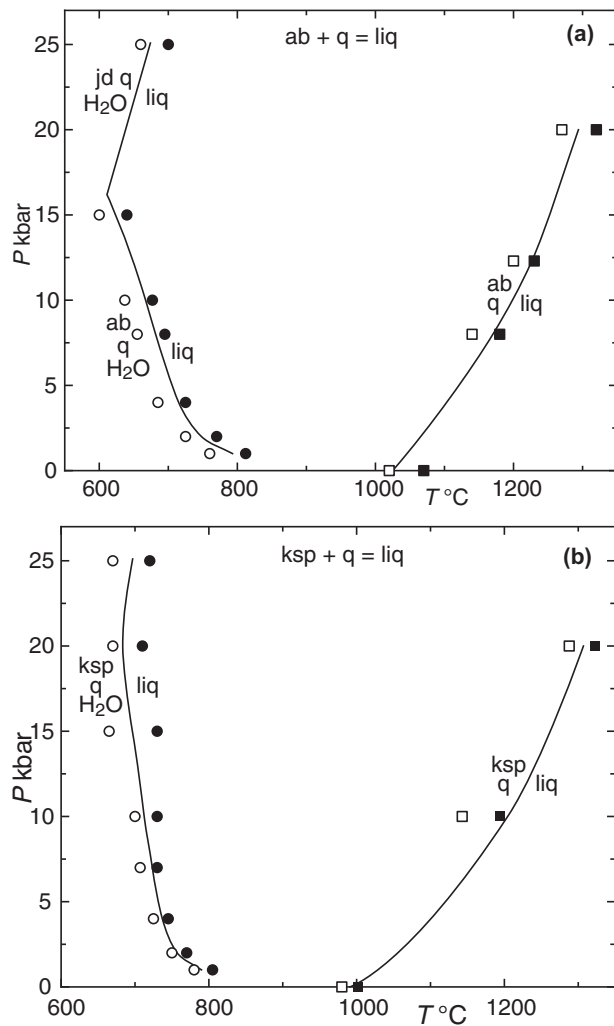 ab + q = liq
(a)
25
20
15
10
5
0
P kbar
jd q
H₂O
liq
ab
q
H₂O
liq
ab
q
liq
600
800
1000
1200
T °C
ksp + q = liq
(b)
25
20
15
10
5
0
P kbar
ksp
q
H₂O
liq
ksp
q
liq
600
800
1000
1200
T °C